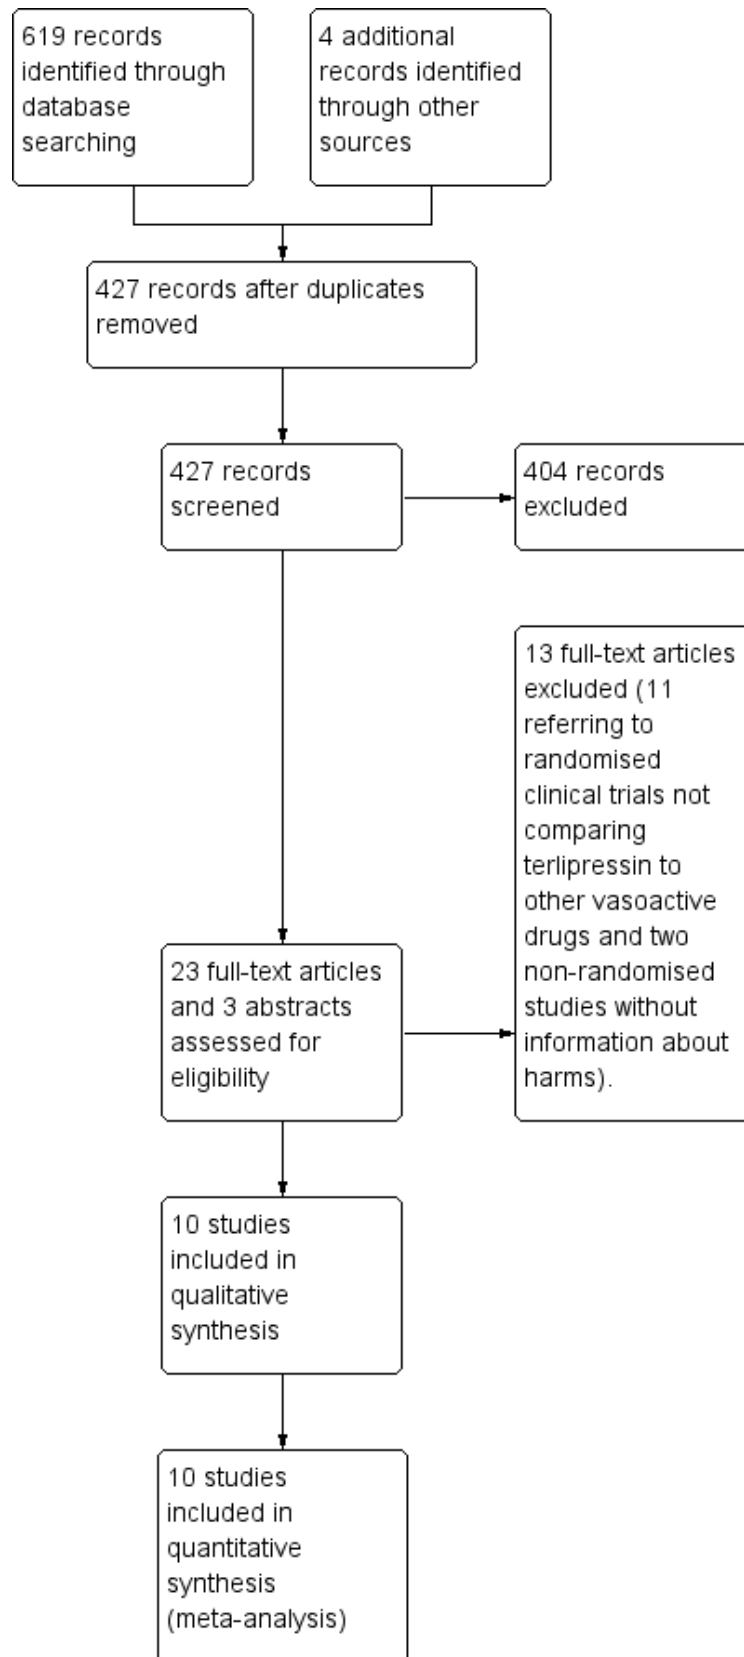 619 records
identified through
database
searching
4 additional
records identified
through other
sources
427 records after duplicates
removed
427 records
screened
404 records
excluded
13 full-text articles
excluded (11
referring to
randomised
clinical trials not
comparing
terlipressin to
other vasoactive
drugs and two
non-randomised
studies without
information about
harms).
23 full-text articles
and 3 abstracts
assessed for
eligibility
10 studies
included in
qualitative
synthesis
10 studies
included in
quantitative
synthesis
(meta-analysis)